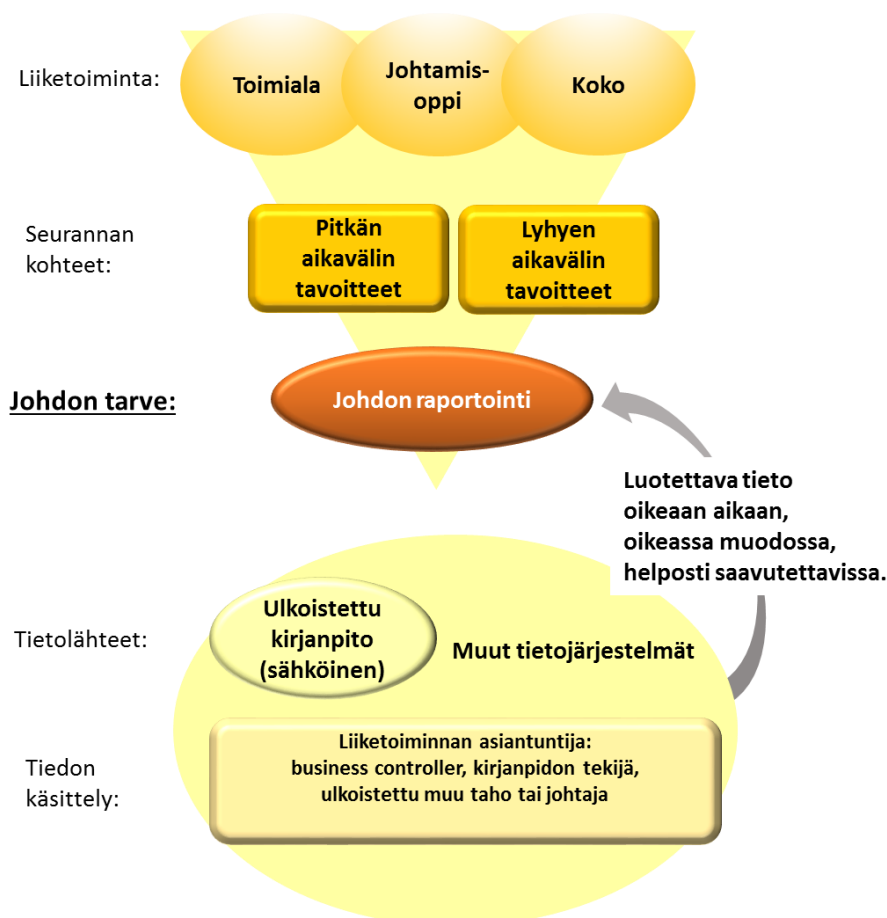 Liiketoiminta:
Toimiala
Johtamis-
oppi
Koko
Seurannan
kohteet:
Pitkän
aikavälin
tavoitteet
Lyhyen
aikavälin
tavoitteet
Johdon tarve:
Johdon raportointi
Luotettava tieto
oikeaan aikaan,
oikeassa muodossa,
helposti saavutettavissa.
Tietolähteet:
Ulkoistettu
kirjanpito
(sähköinen)
Muut tietojärjestelmät
Tiedon
käsittely:
Liiketoiminnan asiantuntija:
business controller, kirjanpidon tekijä,
ulkoistettu muu taho tai johtaja